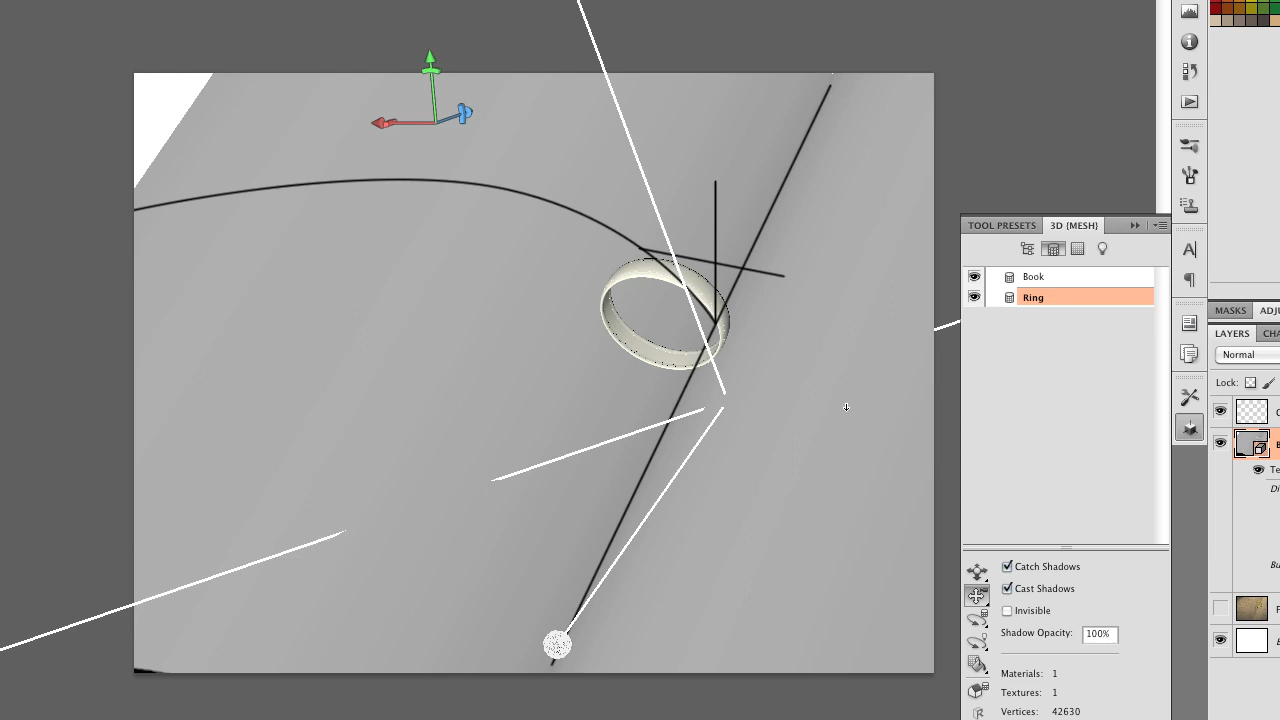 TOOL PRESETS 3D {MESH}
Book
Ring
Catch Shadows
Cast Shadows
Invisible
Shadow Opacity: 100%
Materials: 1
Textures: 1
Vertices: 42630
MASKS
LAYERS
Normal
Lock: